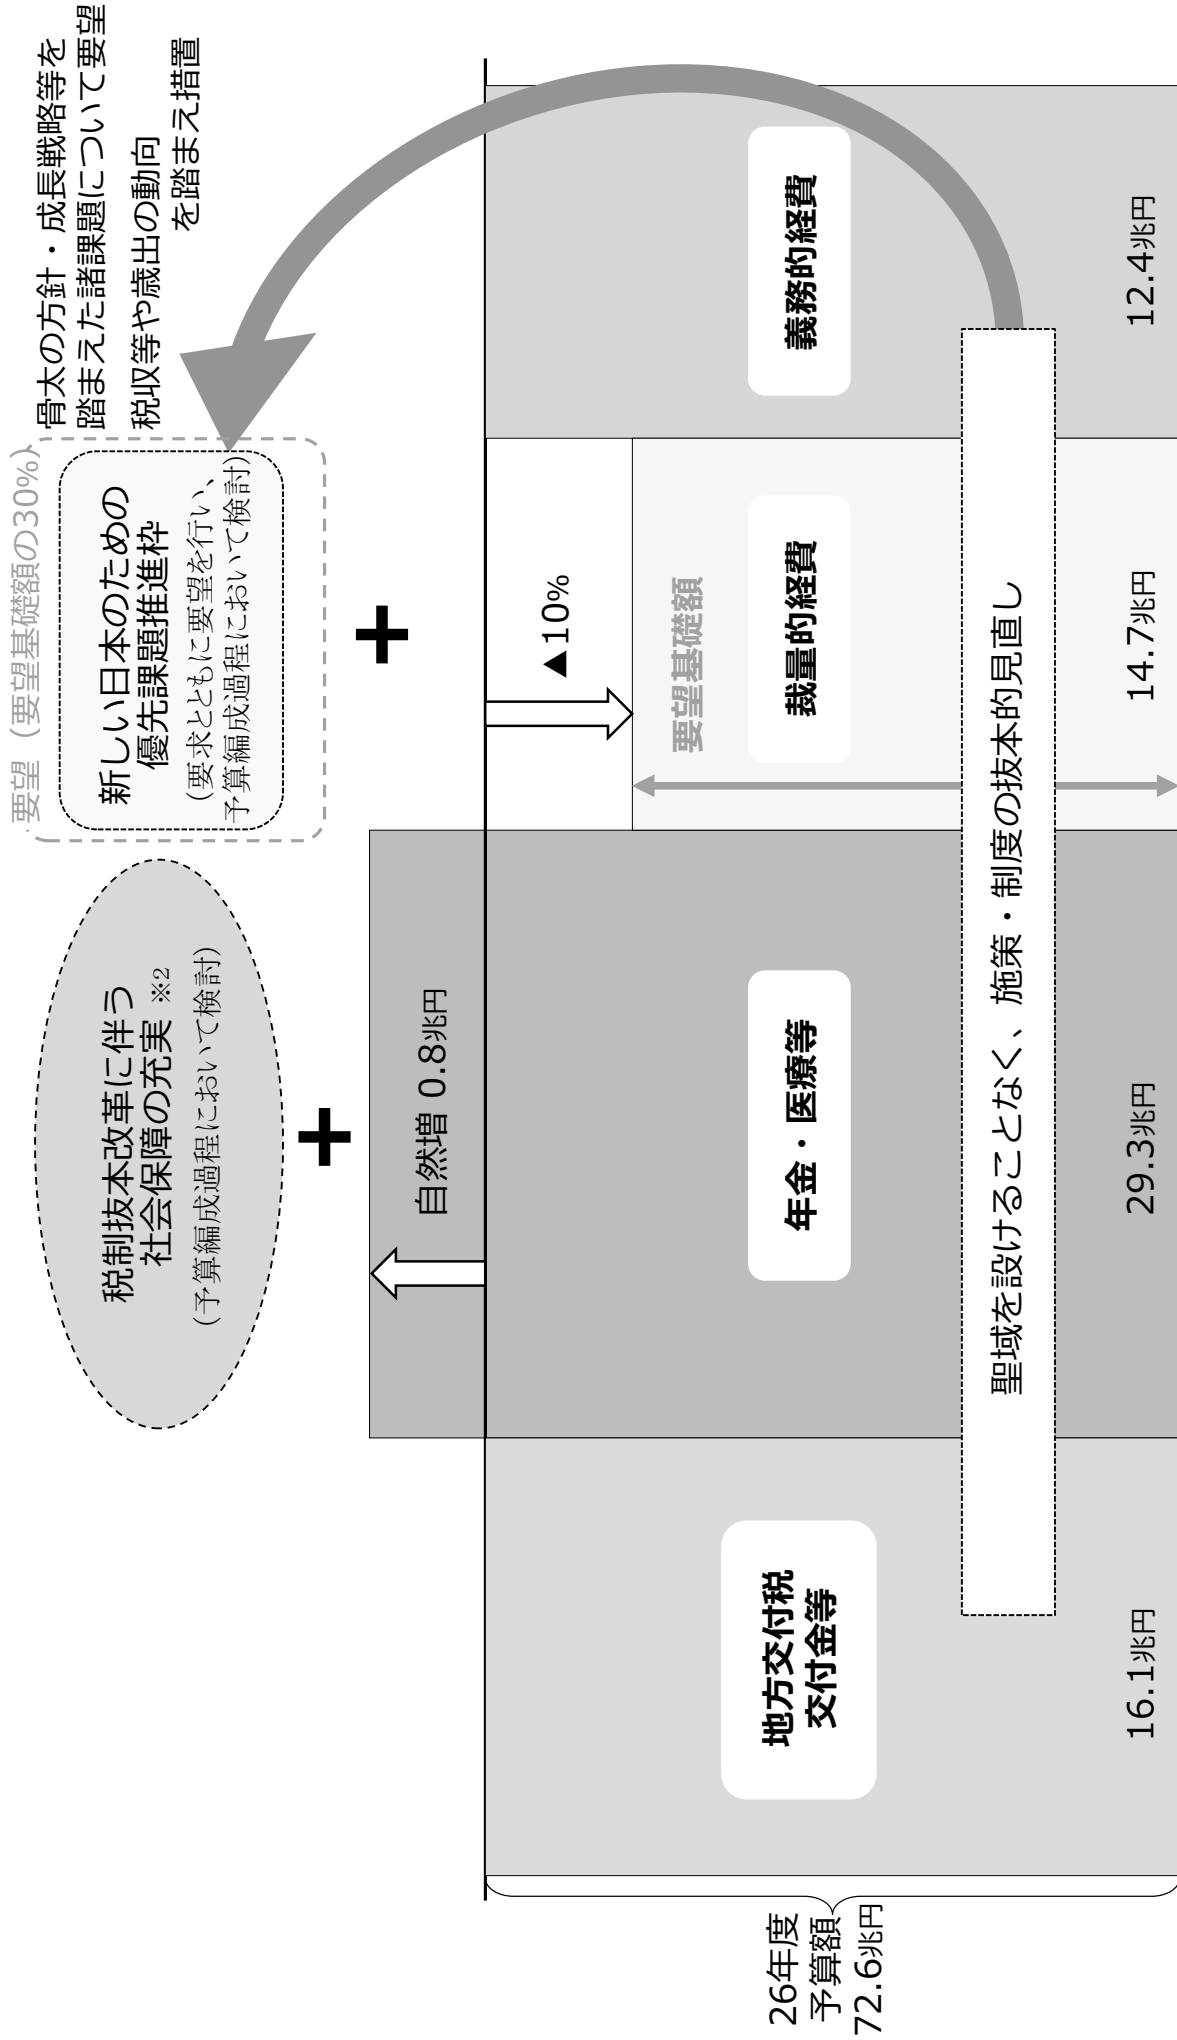 要望（要望基礎額の30%）
骨太の方針・成長戦略等を
踏まえた諸課題について要望
税収等や歳出の動向
を踏まえ措置
税制抜本改革に伴う
社会保障の充実 ※2
(予算編成過程において検討)
新しい日本のための
優先課題推進枠
(要求とともに要望を行い、
予算編成過程において検討)
+
+
自然増 0.8兆円
▲10%
要望基礎額
26年度
予算額
72.6兆円
地方交付税
交付金等
年金・医療等
裁量的経費
義務的経費
聖域を設けることなく、施策・制度の抜本的見直し
16.1兆円
29.3兆円
14.7兆円
12.4兆円